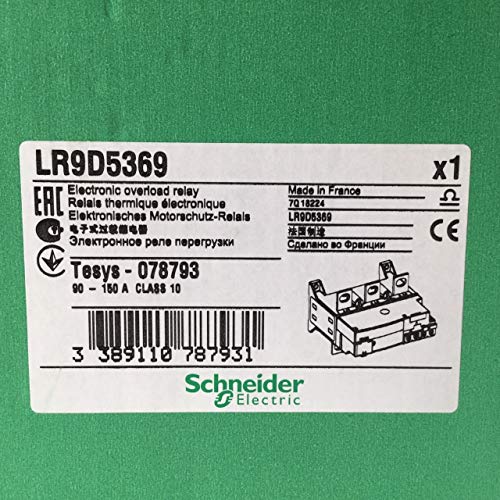 LR9D5369
x1
EAC
Electronic overload relay
Relais thermique électronique
Elektronisches Motorschutz-Relais
电子式过载继电器
Электронное реле перегрузки
Made in France
7Q18224
LR9D5369
法国制造
Сделано во Франции
CE
Tesys - 078793
90 - 150 A CLASS 10
3 389110 787931
Schneider
Electric